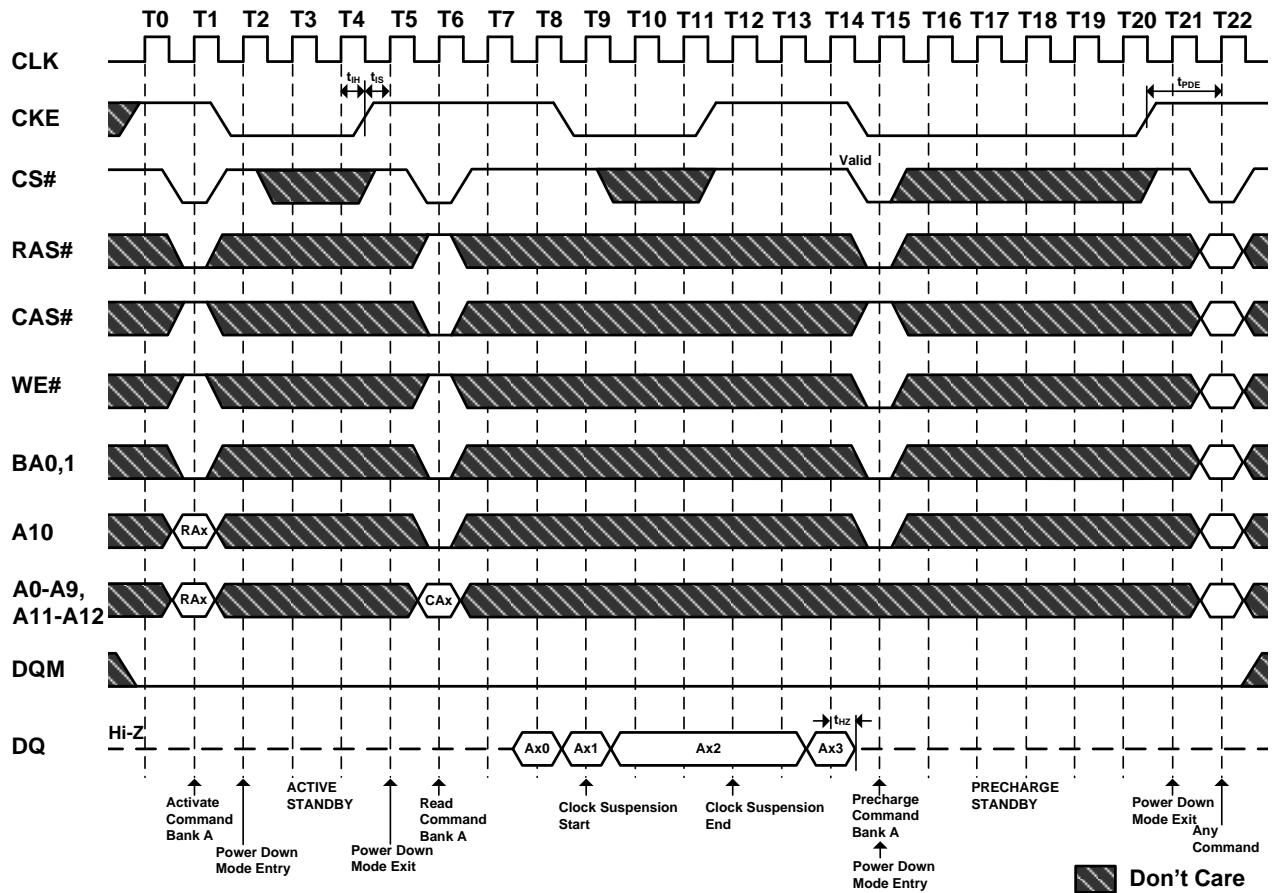 T0 T1 T2 T3 T4 T5 T6 T7 T8 T9 T10 T11 T12 T13 T14 T15 T16 T17 T18 T19 T20 T21 T22
CLK
tIH tIS tPDE
CKE
Valid
CS#
RAS#
CAS#
WE#
BA0,1
A10
RAx
A0-A9,
A11-A12
RAx CAx
DQM
Hi-Z
tHZ
DQ
Ax0 Ax1 Ax2 Ax3
Activate
Command
Bank A
ACTIVE
STANDBY
Power Down
Mode Entry
Power Down
Mode Exit
Read
Command
Bank A
Clock Suspension
Start
Clock Suspension
End
Precharge
Command
Bank A
Power Down
Mode Entry
PRECHARGE
STANDBY
Power Down
Mode Exit
Any
Command
Don't Care